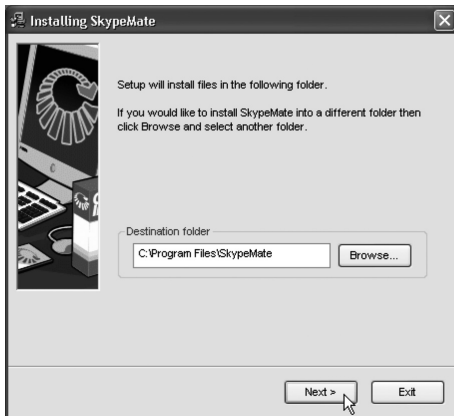 Installing SkypeMate
Setup will install files in the following folder.
If you would like to install SkypeMate into a different folder then
click Browse and select another folder.
Destination folder
C:\Program Files\SkypeMate
Browse...
Next >
Exit